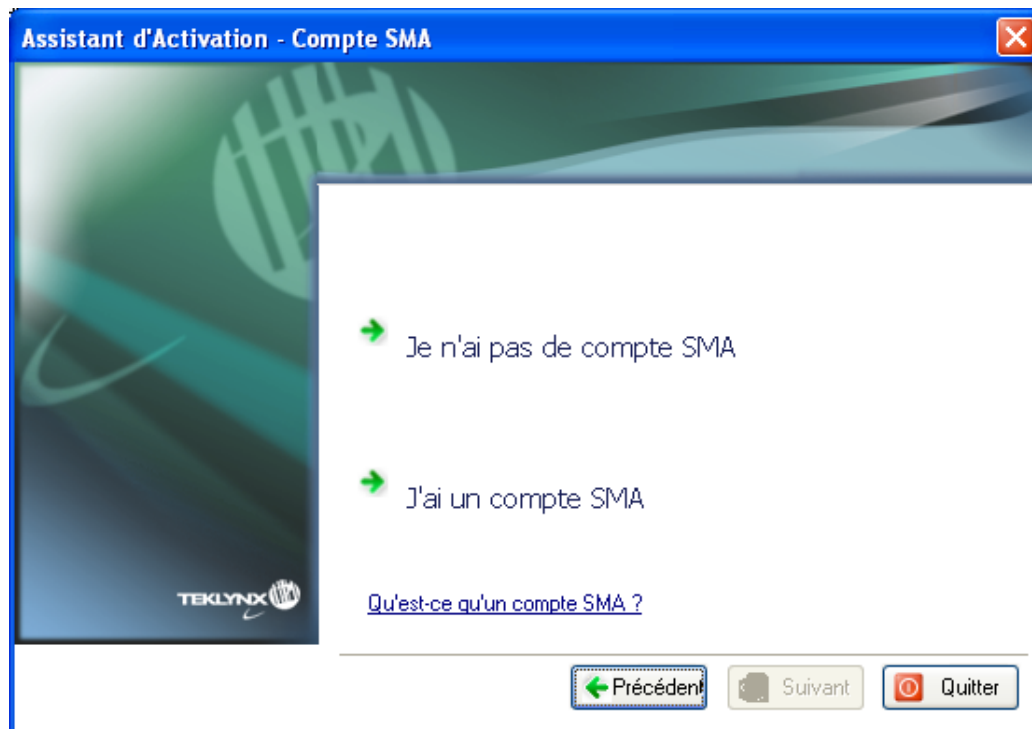 Assistant d'Activation - Compte SMA
Je n'ai pas de compte SMA
J'ai un compte SMA
TEKLYNX
Qu'est-ce qu'un compte SMA ?
Précédent
Suivant
Quitter